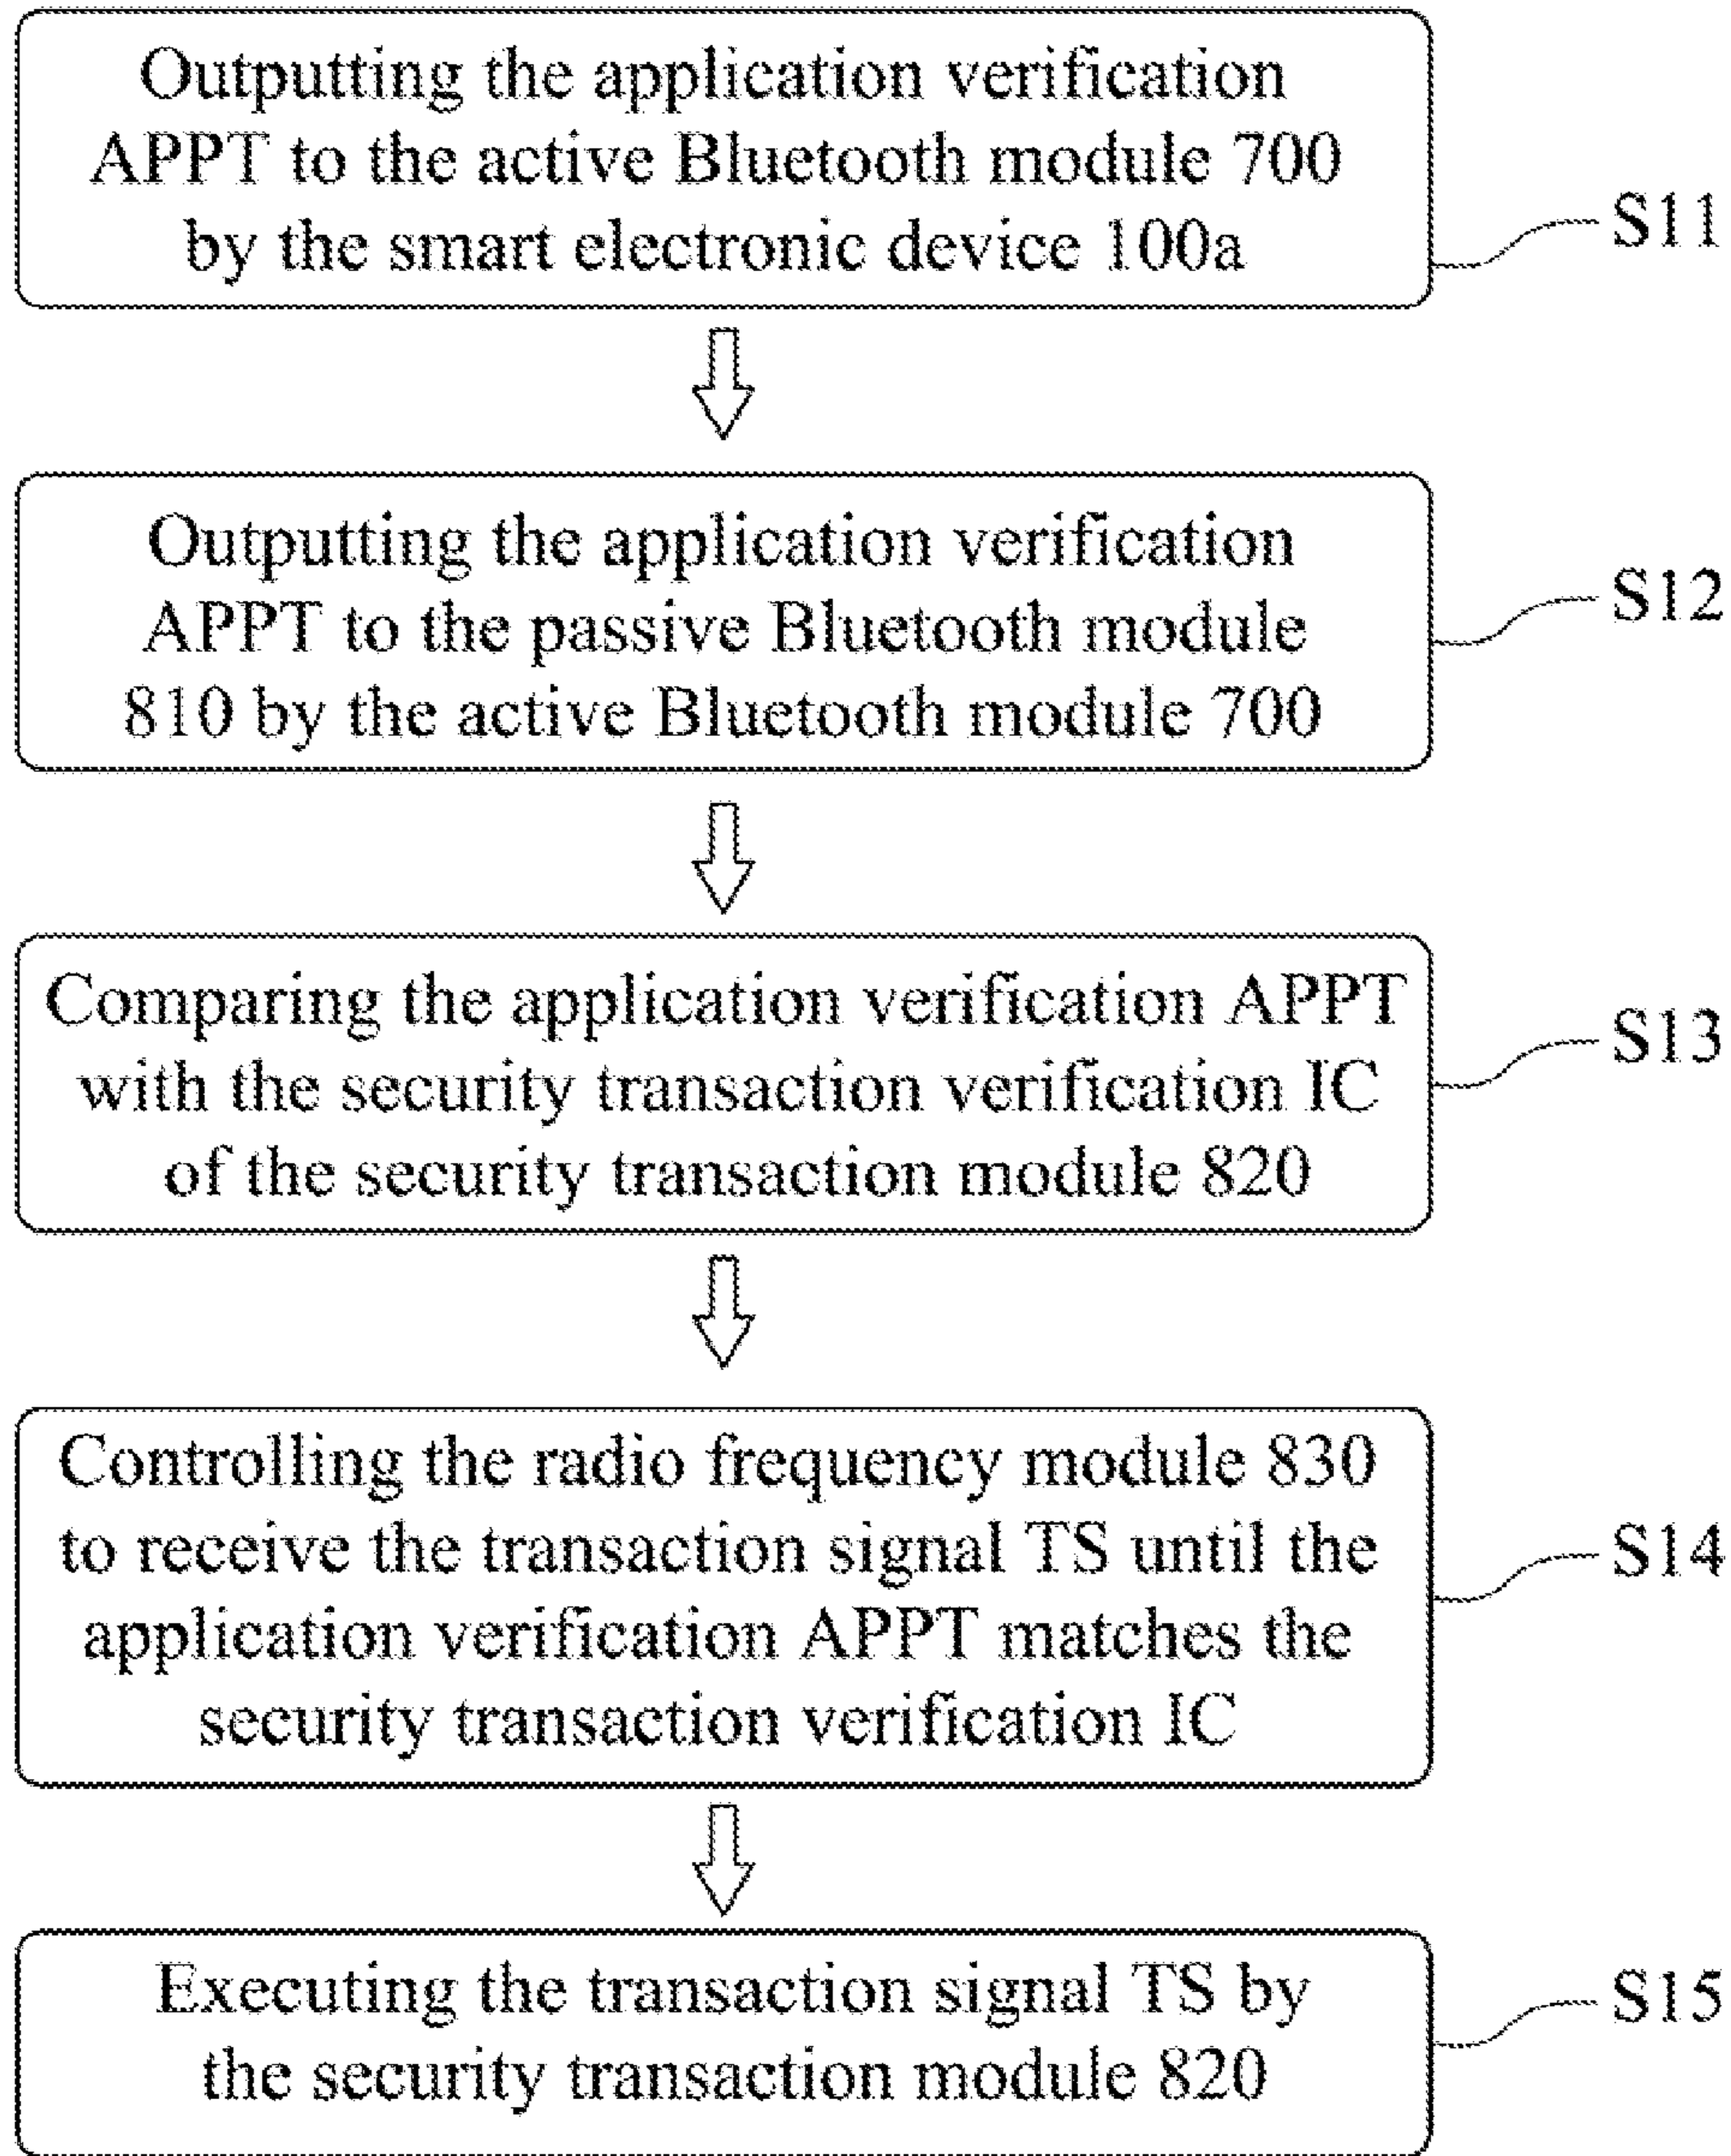 Outputting the application verification
APPT to the active Bluetooth module 700
by the smart electronic device 100a
S11
Outputting the application verification
APPT to the passive Bluetooth module
810 by the active Bluetooth module 700
S12
Comparing the application verification APPT
with the security transaction verification IC
of the security transaction module 820
S13
Controlling the radio frequency module 830
to receive the transaction signal TS until the
application verification APPT matches the
security transaction verification IC
S14
Executing the transaction signal TS by
the security transaction module 820
S15